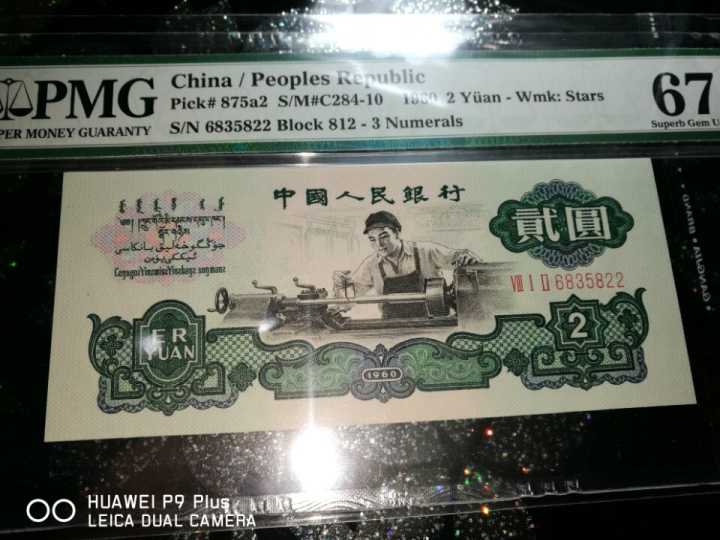 PMG
PER MONEY GUARANTY
China / Peoples Republic
Pick# 875a2 S/M#C284-10 1960 2 Yüan - Wmk: Stars
S/N 6835822 Block 812 - 3 Numerals
67
Superb Gem U
中國人民銀行
貳圓
VIII I II 6835822
ER
YUAN
2
1960
HUAWEI P9 Plus
LEICA DUAL CAMERA